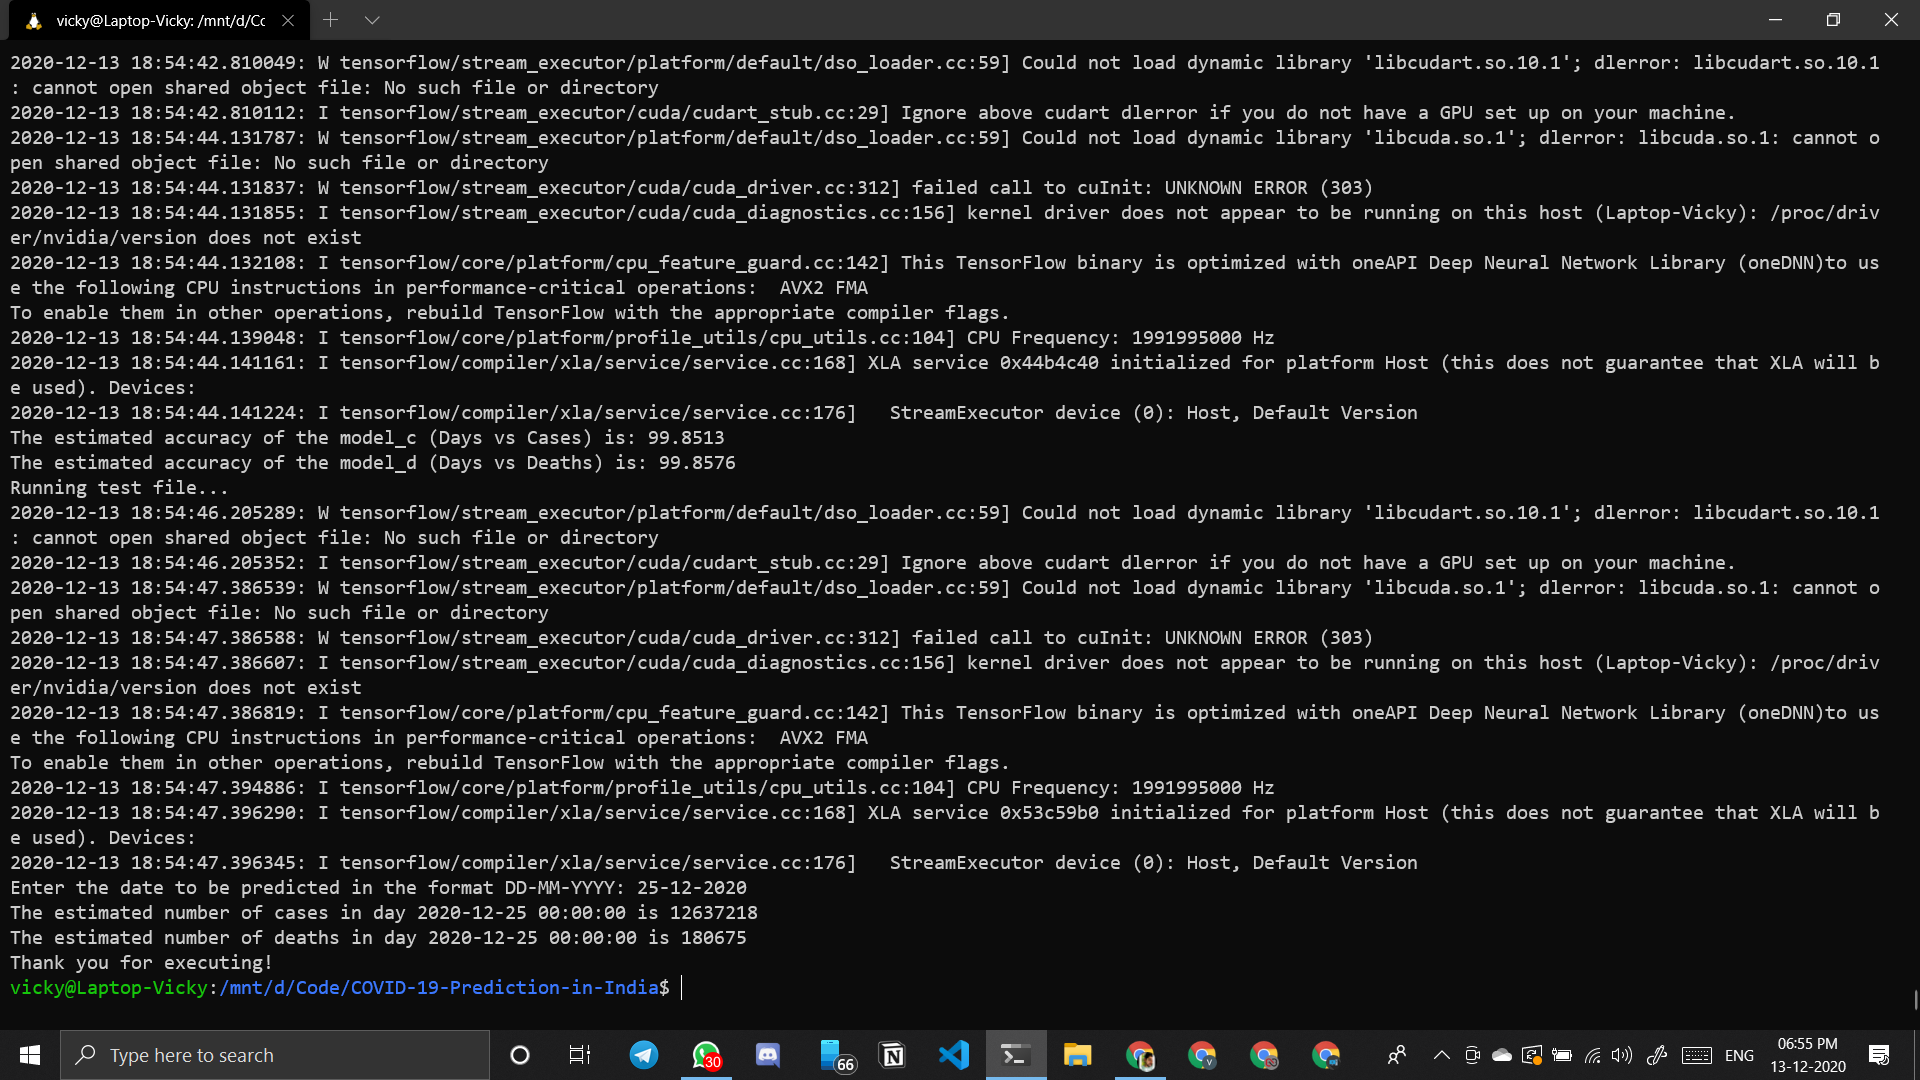 vicky@Laptop-Vicky: /mnt/d/Co
2020-12-13 18:54:42.810049: W tensorflow/stream_executor/platform/default/dso_loader.cc:59] Could not load dynamic library 'libcudart.so.10.1'; dlerror: libcudart.so.10.1
: cannot open shared object file: No such file or directory
2020-12-13 18:54:42.810112: I tensorflow/stream_executor/cuda/cudart_stub.cc:29] Ignore above cudart dlerror if you do not have a GPU set up on your machine.
2020-12-13 18:54:44.131787: W tensorflow/stream_executor/platform/default/dso_loader.cc:59] Could not load dynamic library 'libcuda.so.1'; dlerror: libcuda.so.1: cannot o
pen shared object file: No such file or directory
2020-12-13 18:54:44.131837: W tensorflow/stream_executor/cuda/cuda_driver.cc:312] failed call to cuInit: UNKNOWN ERROR (303)
2020-12-13 18:54:44.131855: I tensorflow/stream_executor/cuda/cuda_diagnostics.cc:156] kernel driver does not appear to be running on this host (Laptop-Vicky): /proc/driv
er/nvidia/version does not exist
2020-12-13 18:54:44.132108: I tensorflow/core/platform/cpu_feature_guard.cc:142] This TensorFlow binary is optimized with oneAPI Deep Neural Network Library (oneDNN)to us
e the following CPU instructions in performance-critical operations:  AVX2 FMA
To enable them in other operations, rebuild TensorFlow with the appropriate compiler flags.
2020-12-13 18:54:44.139048: I tensorflow/core/platform/profile_utils/cpu_utils.cc:104] CPU Frequency: 1991995000 Hz
2020-12-13 18:54:44.141161: I tensorflow/compiler/xla/service/service.cc:168] XLA service 0x44b4c40 initialized for platform Host (this does not guarantee that XLA will b
e used). Devices:
2020-12-13 18:54:44.141224: I tensorflow/compiler/xla/service/service.cc:176]   StreamExecutor device (0): Host, Default Version
The estimated accuracy of the model_c (Days vs Cases) is: 99.8513
The estimated accuracy of the model_d (Days vs Deaths) is: 99.8576
Running test file...
2020-12-13 18:54:46.205289: W tensorflow/stream_executor/platform/default/dso_loader.cc:59] Could not load dynamic library 'libcudart.so.10.1'; dlerror: libcudart.so.10.1
: cannot open shared object file: No such file or directory
2020-12-13 18:54:46.205352: I tensorflow/stream_executor/cuda/cudart_stub.cc:29] Ignore above cudart dlerror if you do not have a GPU set up on your machine.
2020-12-13 18:54:47.386539: W tensorflow/stream_executor/platform/default/dso_loader.cc:59] Could not load dynamic library 'libcuda.so.1'; dlerror: libcuda.so.1: cannot o
pen shared object file: No such file or directory
2020-12-13 18:54:47.386588: W tensorflow/stream_executor/cuda/cuda_driver.cc:312] failed call to cuInit: UNKNOWN ERROR (303)
2020-12-13 18:54:47.386607: I tensorflow/stream_executor/cuda/cuda_diagnostics.cc:156] kernel driver does not appear to be running on this host (Laptop-Vicky): /proc/driv
er/nvidia/version does not exist
2020-12-13 18:54:47.386819: I tensorflow/core/platform/cpu_feature_guard.cc:142] This TensorFlow binary is optimized with oneAPI Deep Neural Network Library (oneDNN)to us
e the following CPU instructions in performance-critical operations:  AVX2 FMA
To enable them in other operations, rebuild TensorFlow with the appropriate compiler flags.
2020-12-13 18:54:47.394886: I tensorflow/core/platform/profile_utils/cpu_utils.cc:104] CPU Frequency: 1991995000 Hz
2020-12-13 18:54:47.396290: I tensorflow/compiler/xla/service/service.cc:168] XLA service 0x53c59b0 initialized for platform Host (this does not guarantee that XLA will b
e used). Devices:
2020-12-13 18:54:47.396345: I tensorflow/compiler/xla/service/service.cc:176]   StreamExecutor device (0): Host, Default Version
Enter the date to be predicted in the format DD-MM-YYYY: 25-12-2020
The estimated number of cases in day 2020-12-25 00:00:00 is 12637218
The estimated number of deaths in day 2020-12-25 00:00:00 is 180675
Thank you for executing!
vicky@Laptop-Vicky:/mnt/d/Code/COVID-19-Prediction-in-India$
Type here to search
30
66
ENG
06:55 PM
13-12-2020